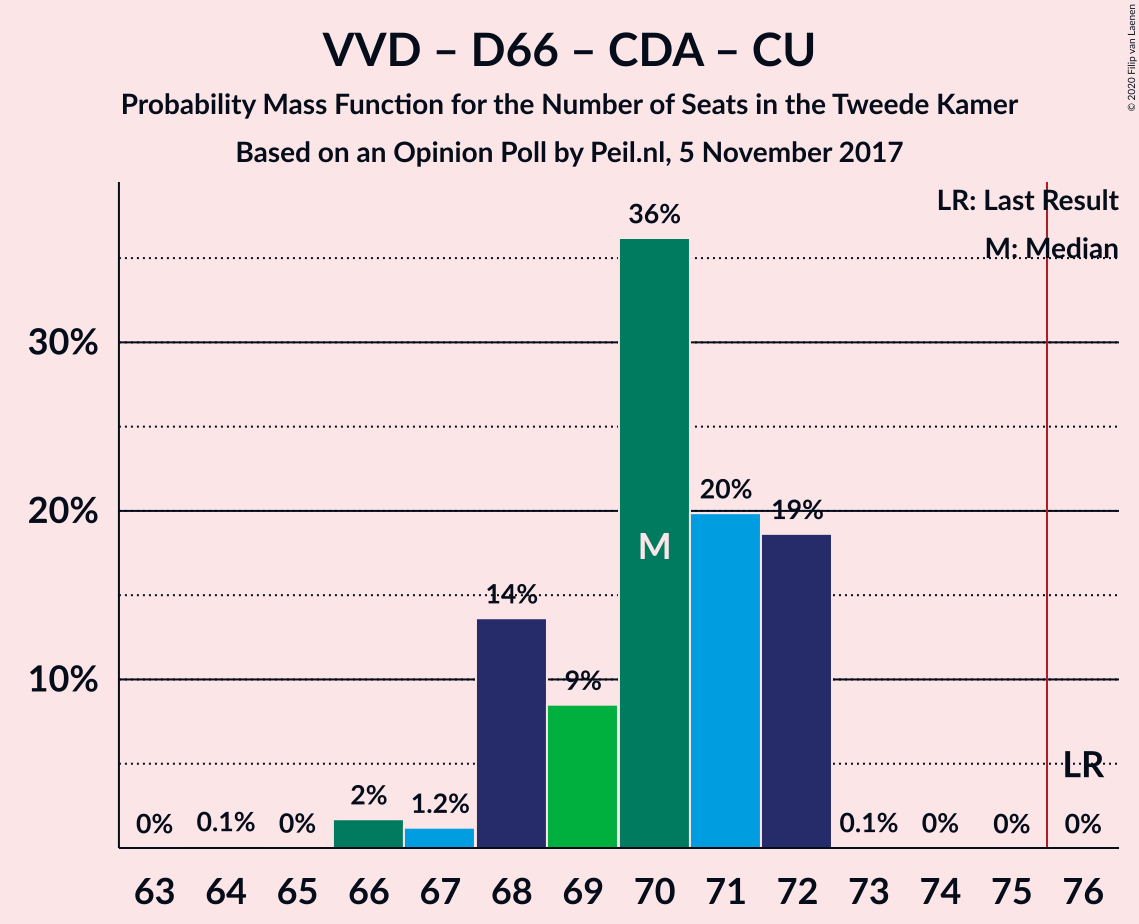 VVD – D66 – CDA – CU
Probability Mass Function for the Number of Seats in the Tweede Kamer
Based on an Opinion Poll by Peil.nl, 5 November 2017
© 2020 Filip van Laenen
LR: Last Result
M: Median
36%
30%
20%
19%
20%
M
14%
10%
9%
LR
2%
1.2%
0%
0.1%
0%
0.1%
0%
0%
0%
63 64 65 66 67 68 69 70 71 72 73 74 75 76